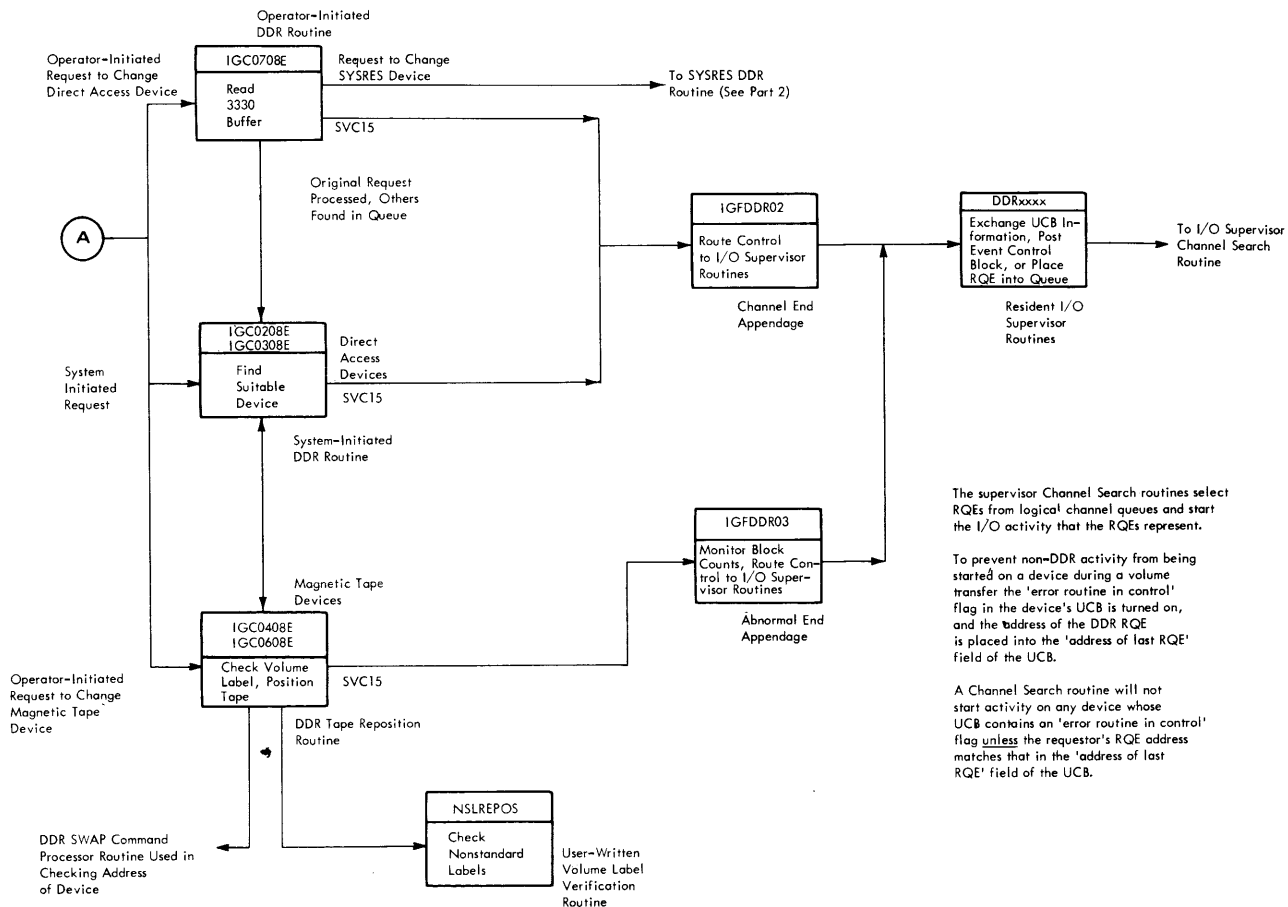 Operator-Initiated
DDR Routine
Operator-Initiated
Request to Change
Direct Access Device
IGC0708E
Read
3330
Buffer
Request to Change
SYSRES Device
To SYSRES DDR
Routine (See Part 2)
SVC15
Original Request
Processed, Others
Found in Queue
A
IGFDDR02
Route Control
to I/O Supervisor
Routines
Channel End
Appendage
DDRxxxx
Exchange UCB In-
formation, Post
Event Control
Block, or Place
RQE into Queue
Resident I/O
Supervisor
Routines
To I/O Supervisor
Channel Search
Routine
System
Initiated
Request
IGC0208E
IGC0308E
Find
Suitable
Device
Direct
Access
Devices
SVC15
System-Initiated
DDR Routine
IGFDDR03
Monitor Block
Counts, Route Con-
trol to I/O Super-
visor Routines
Abnormal End
Appendage
Magnetic Tape
Devices
IGC0408E
IGC0608E
Check Volume
Label, Position
Tape
SVC15
Operator-Initiated
Request to Change
Magnetic Tape
Device
DDR Tape Reposition
Routine
DDR SWAP Command
Processor Routine Used in
Checking Address
of Device
NSLREPOS
Check
Nonstandard
Labels
User-Written
Volume Label
Verification
Routine
The supervisor Channel Search routines select
RQEs from logical channel queues and start
the I/O activity that the RQEs represent.
To prevent non-DDR activity from being
started on a device during a volume
transfer the 'error routine in control'
flag in the device's UCB is turned on,
and the address of the DDR RQE
is placed into the 'address of last RQE'
field of the UCB.
A Channel Search routine will not
start activity on any device whose
UCB contains an 'error routine in control'
flag unless the requestor's RQE address
matches that in the 'address of last
RQE' field of the UCB.